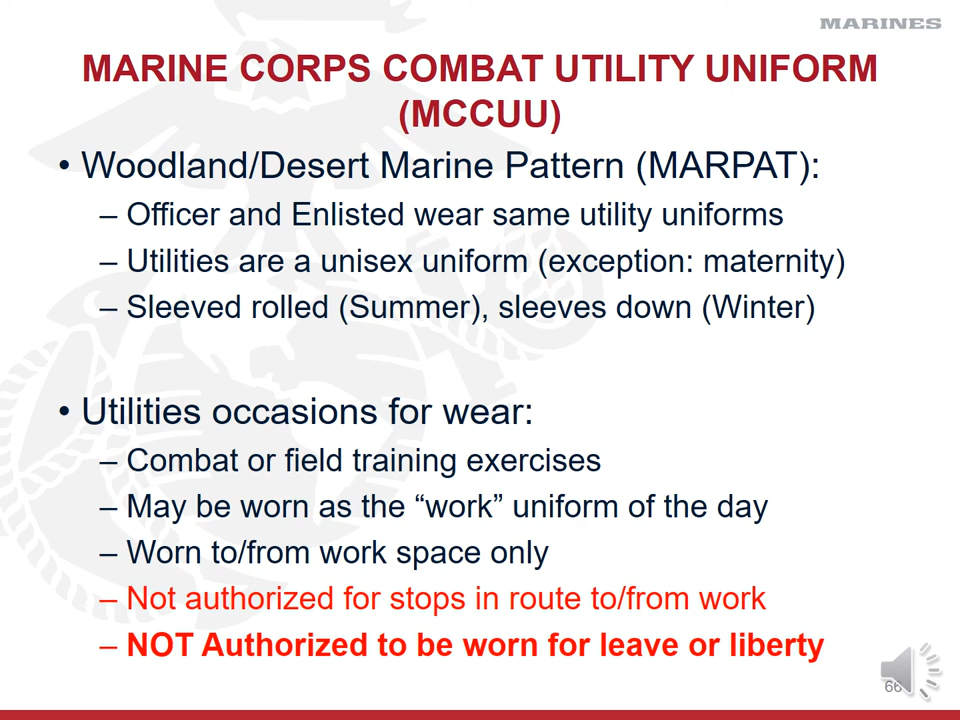 MARINES
MARINE CORPS COMBAT UTILITY UNIFORM
(MCCUU)
• Woodland/Desert Marine Pattern (MARPAT):
– Officer and Enlisted wear same utility uniforms
– Utilities are a unisex uniform (exception: maternity)
– Sleeved rolled (Summer), sleeves down (Winter)
• Utilities occasions for wear:
– Combat or field training exercises
– May be worn as the “work” uniform of the day
– Worn to/from work space only
– Not authorized for stops in route to/from work
– NOT Authorized to be worn for leave or liberty
66